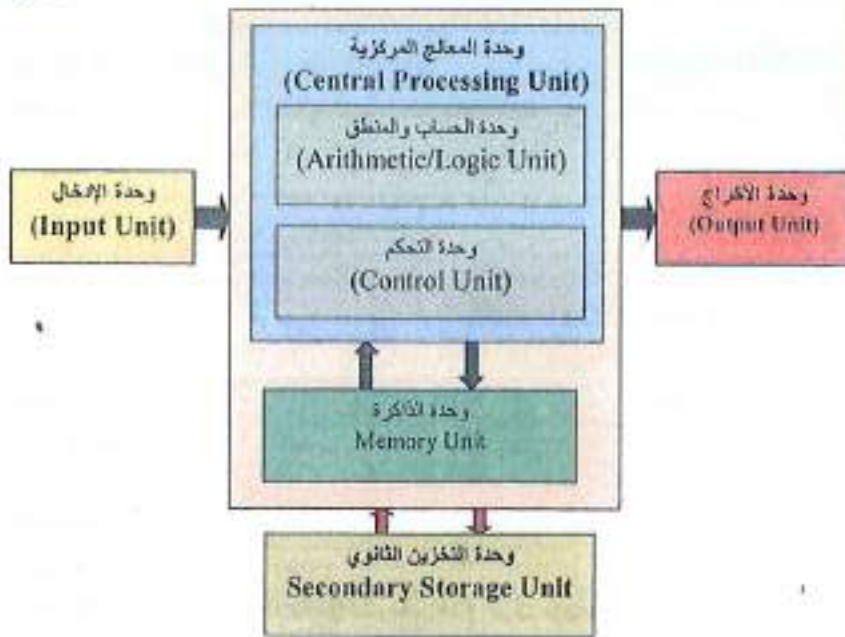 وحدة المعالج المركزية
(Central Processing Unit)
وحدة الحساب والمنطق
(Arithmetic/Logic Unit)
وحدة الإدخال
(Input Unit)
وحدة الأخراج
(Output Unit)
وحدة التحكم
(Control Unit)
وحدة الذاكرة
Memory Unit
وحدة التخزين الثانوي
Secondary Storage Unit